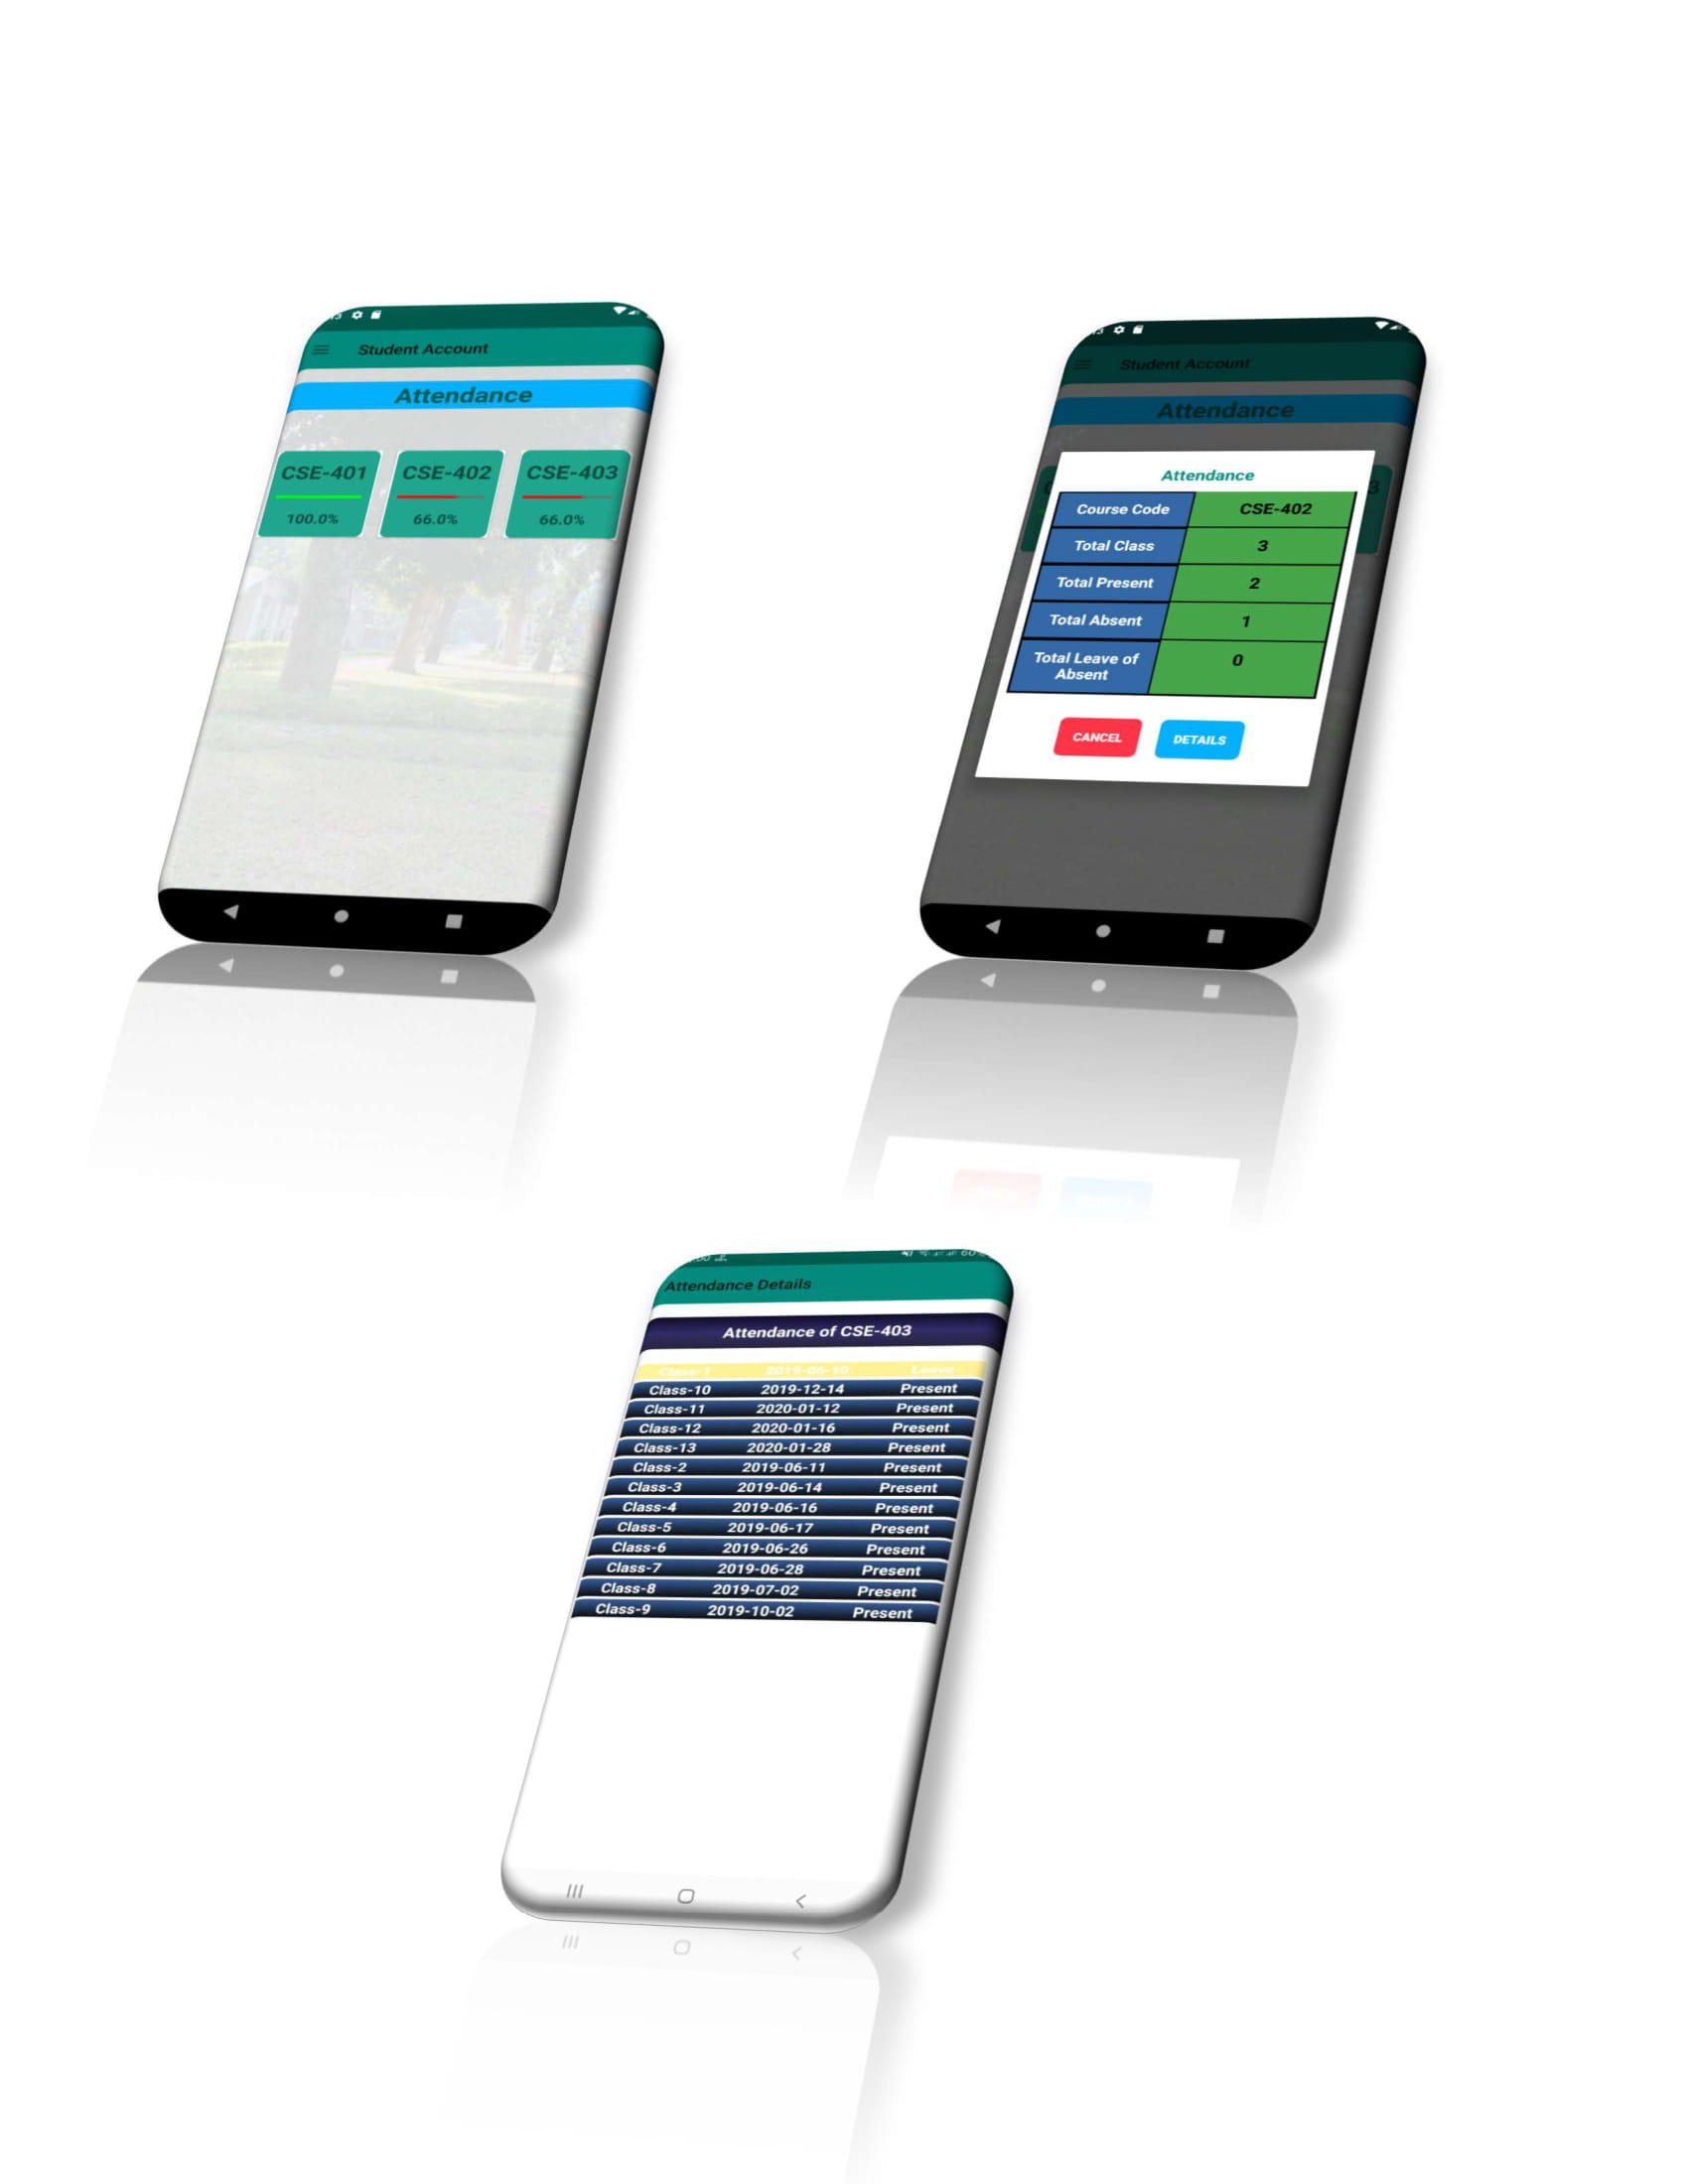 Student Account
Attendance
CSE-401 CSE-402 CSE-403
100.0% 66.0% 66.0%
Student Account
Attendance
Attendance
Course Code CSE-402
Total Class 3
Total Present 2
Total Absent 1
Total Leave of
Absent 0
CANCEL DETAILS
Attendance Details
Attendance of CSE-403
Class-1 2019-06-10 Leave
Class-10 2019-12-14 Present
Class-11 2020-01-12 Present
Class-12 2020-01-16 Present
Class-13 2020-01-28 Present
Class-2 2019-06-11 Present
Class-3 2019-06-14 Present
Class-4 2019-06-16 Present
Class-5 2019-06-17 Present
Class-6 2019-06-26 Present
Class-7 2019-06-28 Present
Class-8 2019-07-02 Present
Class-9 2019-10-02 Present